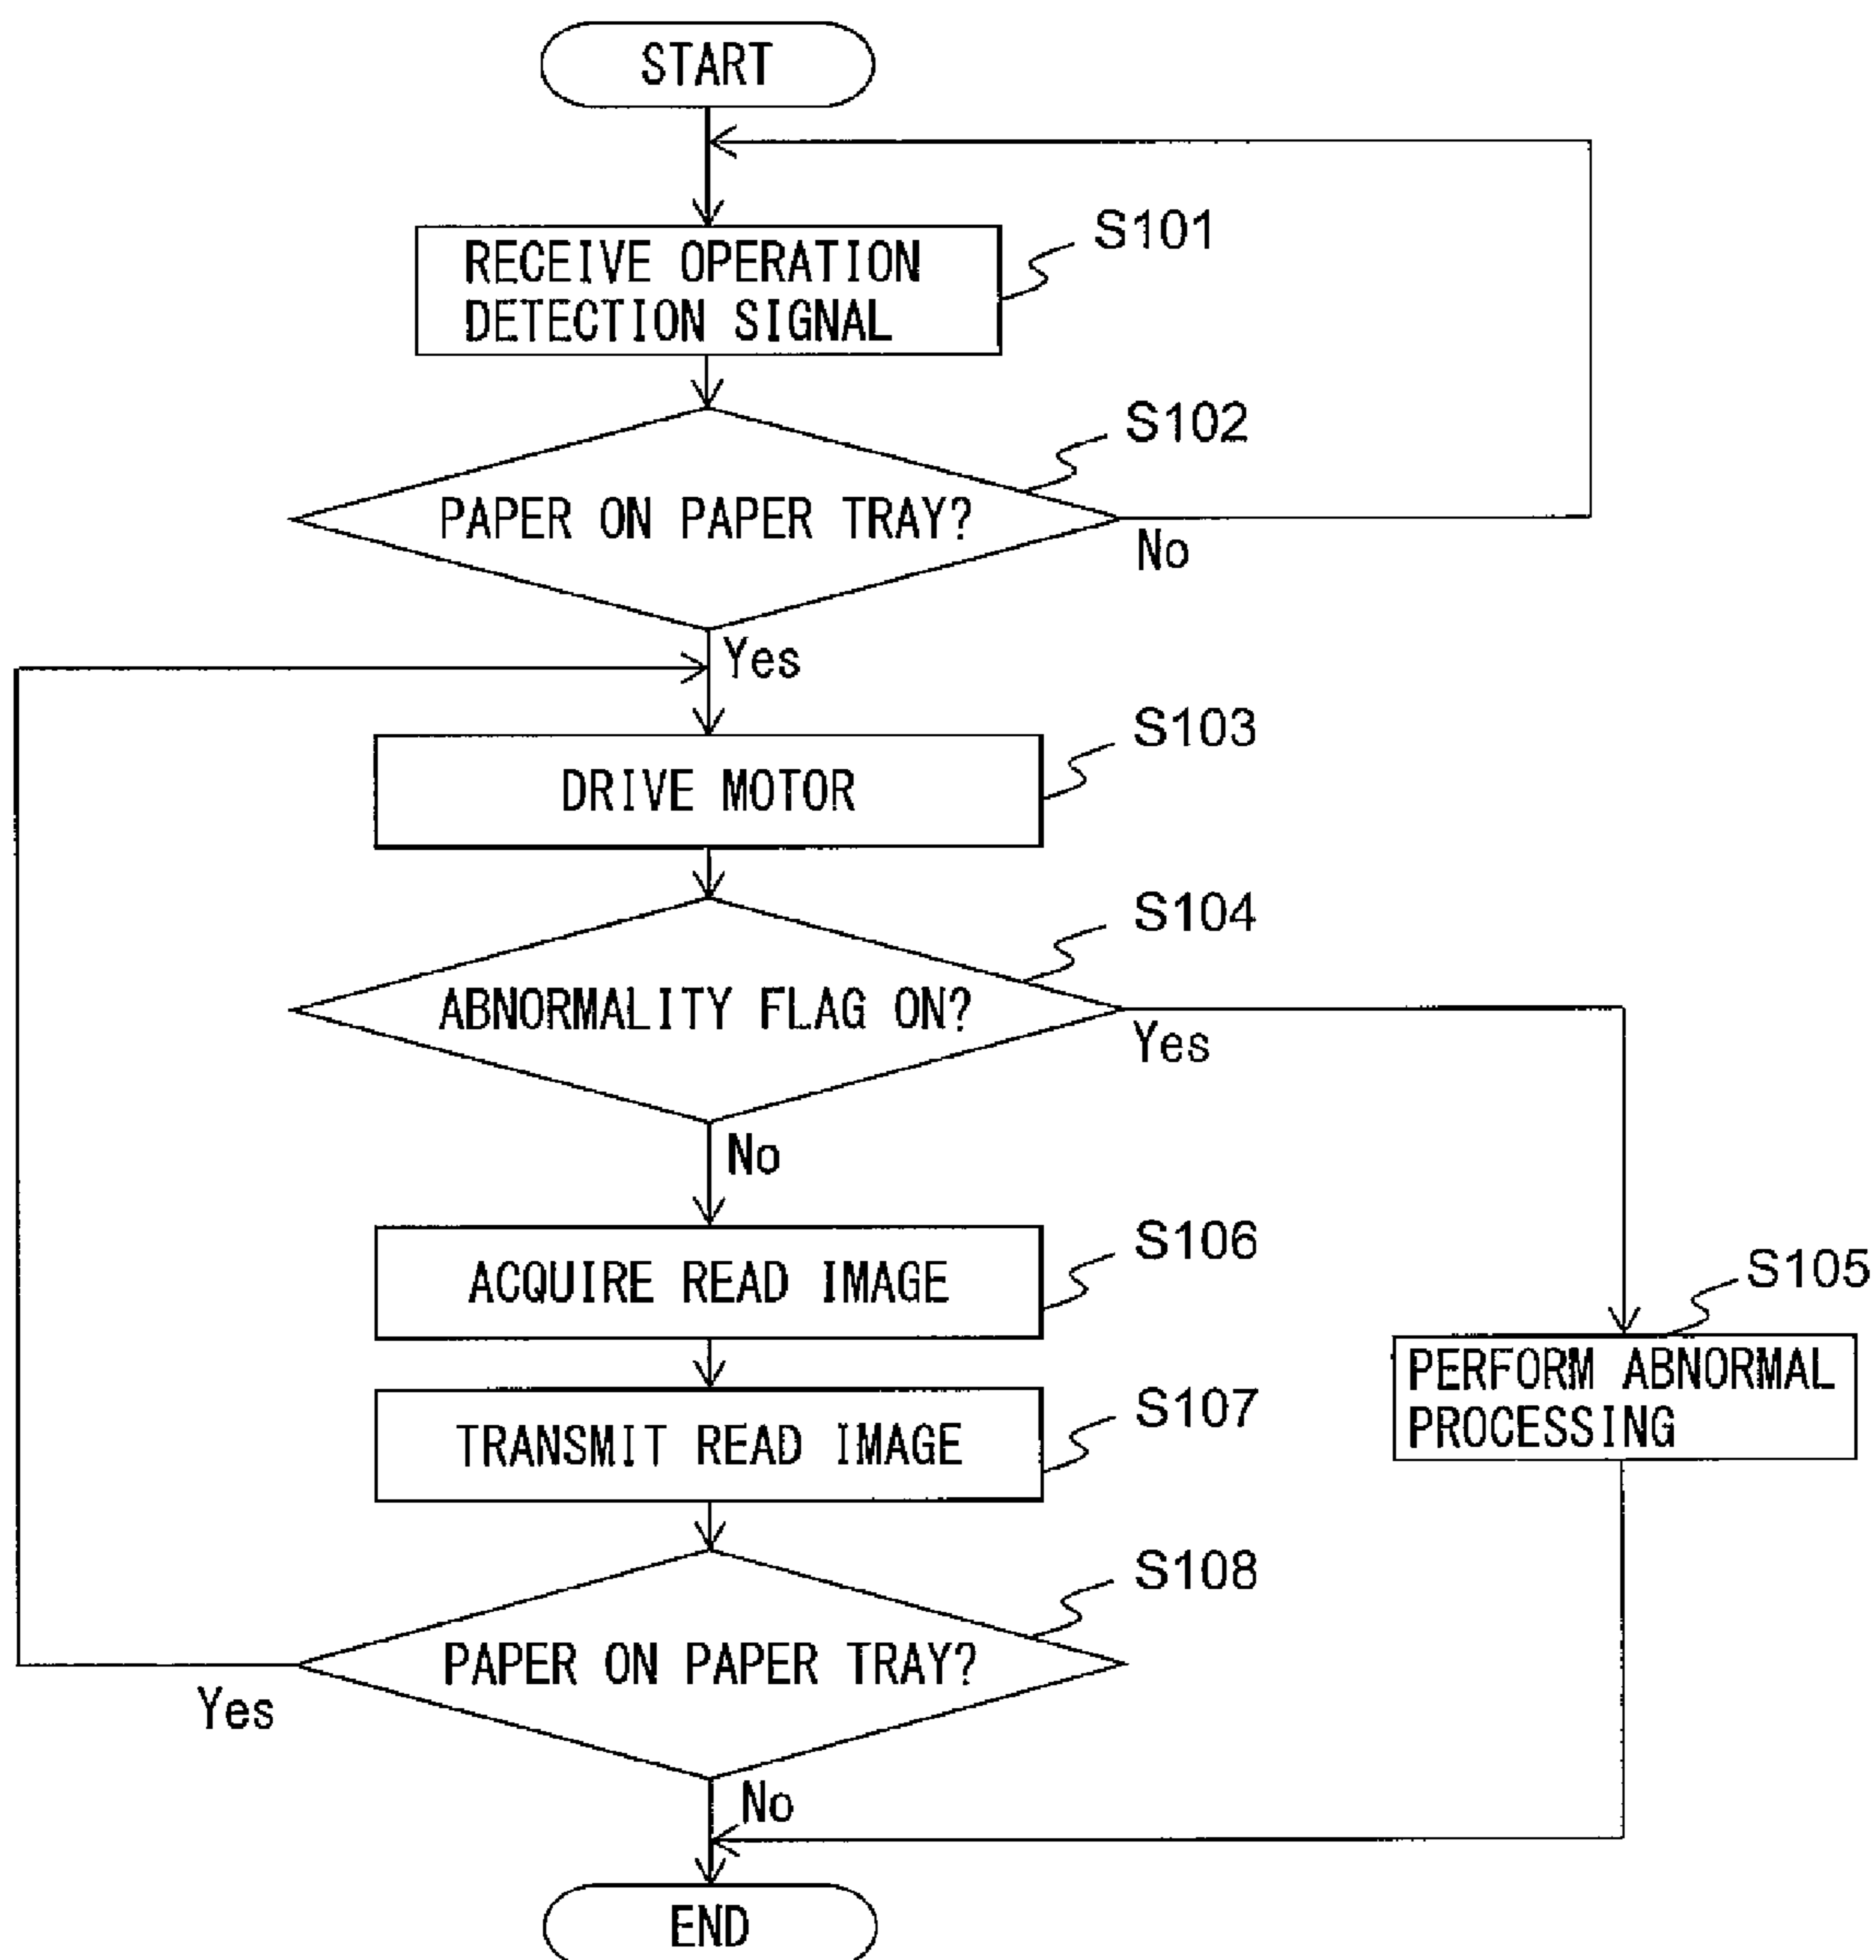 START
RECEIVE OPERATION
DETECTION SIGNAL
S101
PAPER ON PAPER TRAY?
S102
No
Yes
DRIVE MOTOR
S103
ABNORMALITY FLAG ON?
S104
Yes
No
PERFORM ABNORMAL
PROCESSING
S105
ACQUIRE READ IMAGE
S106
TRANSMIT READ IMAGE
S107
PAPER ON PAPER TRAY?
S108
Yes
No
END